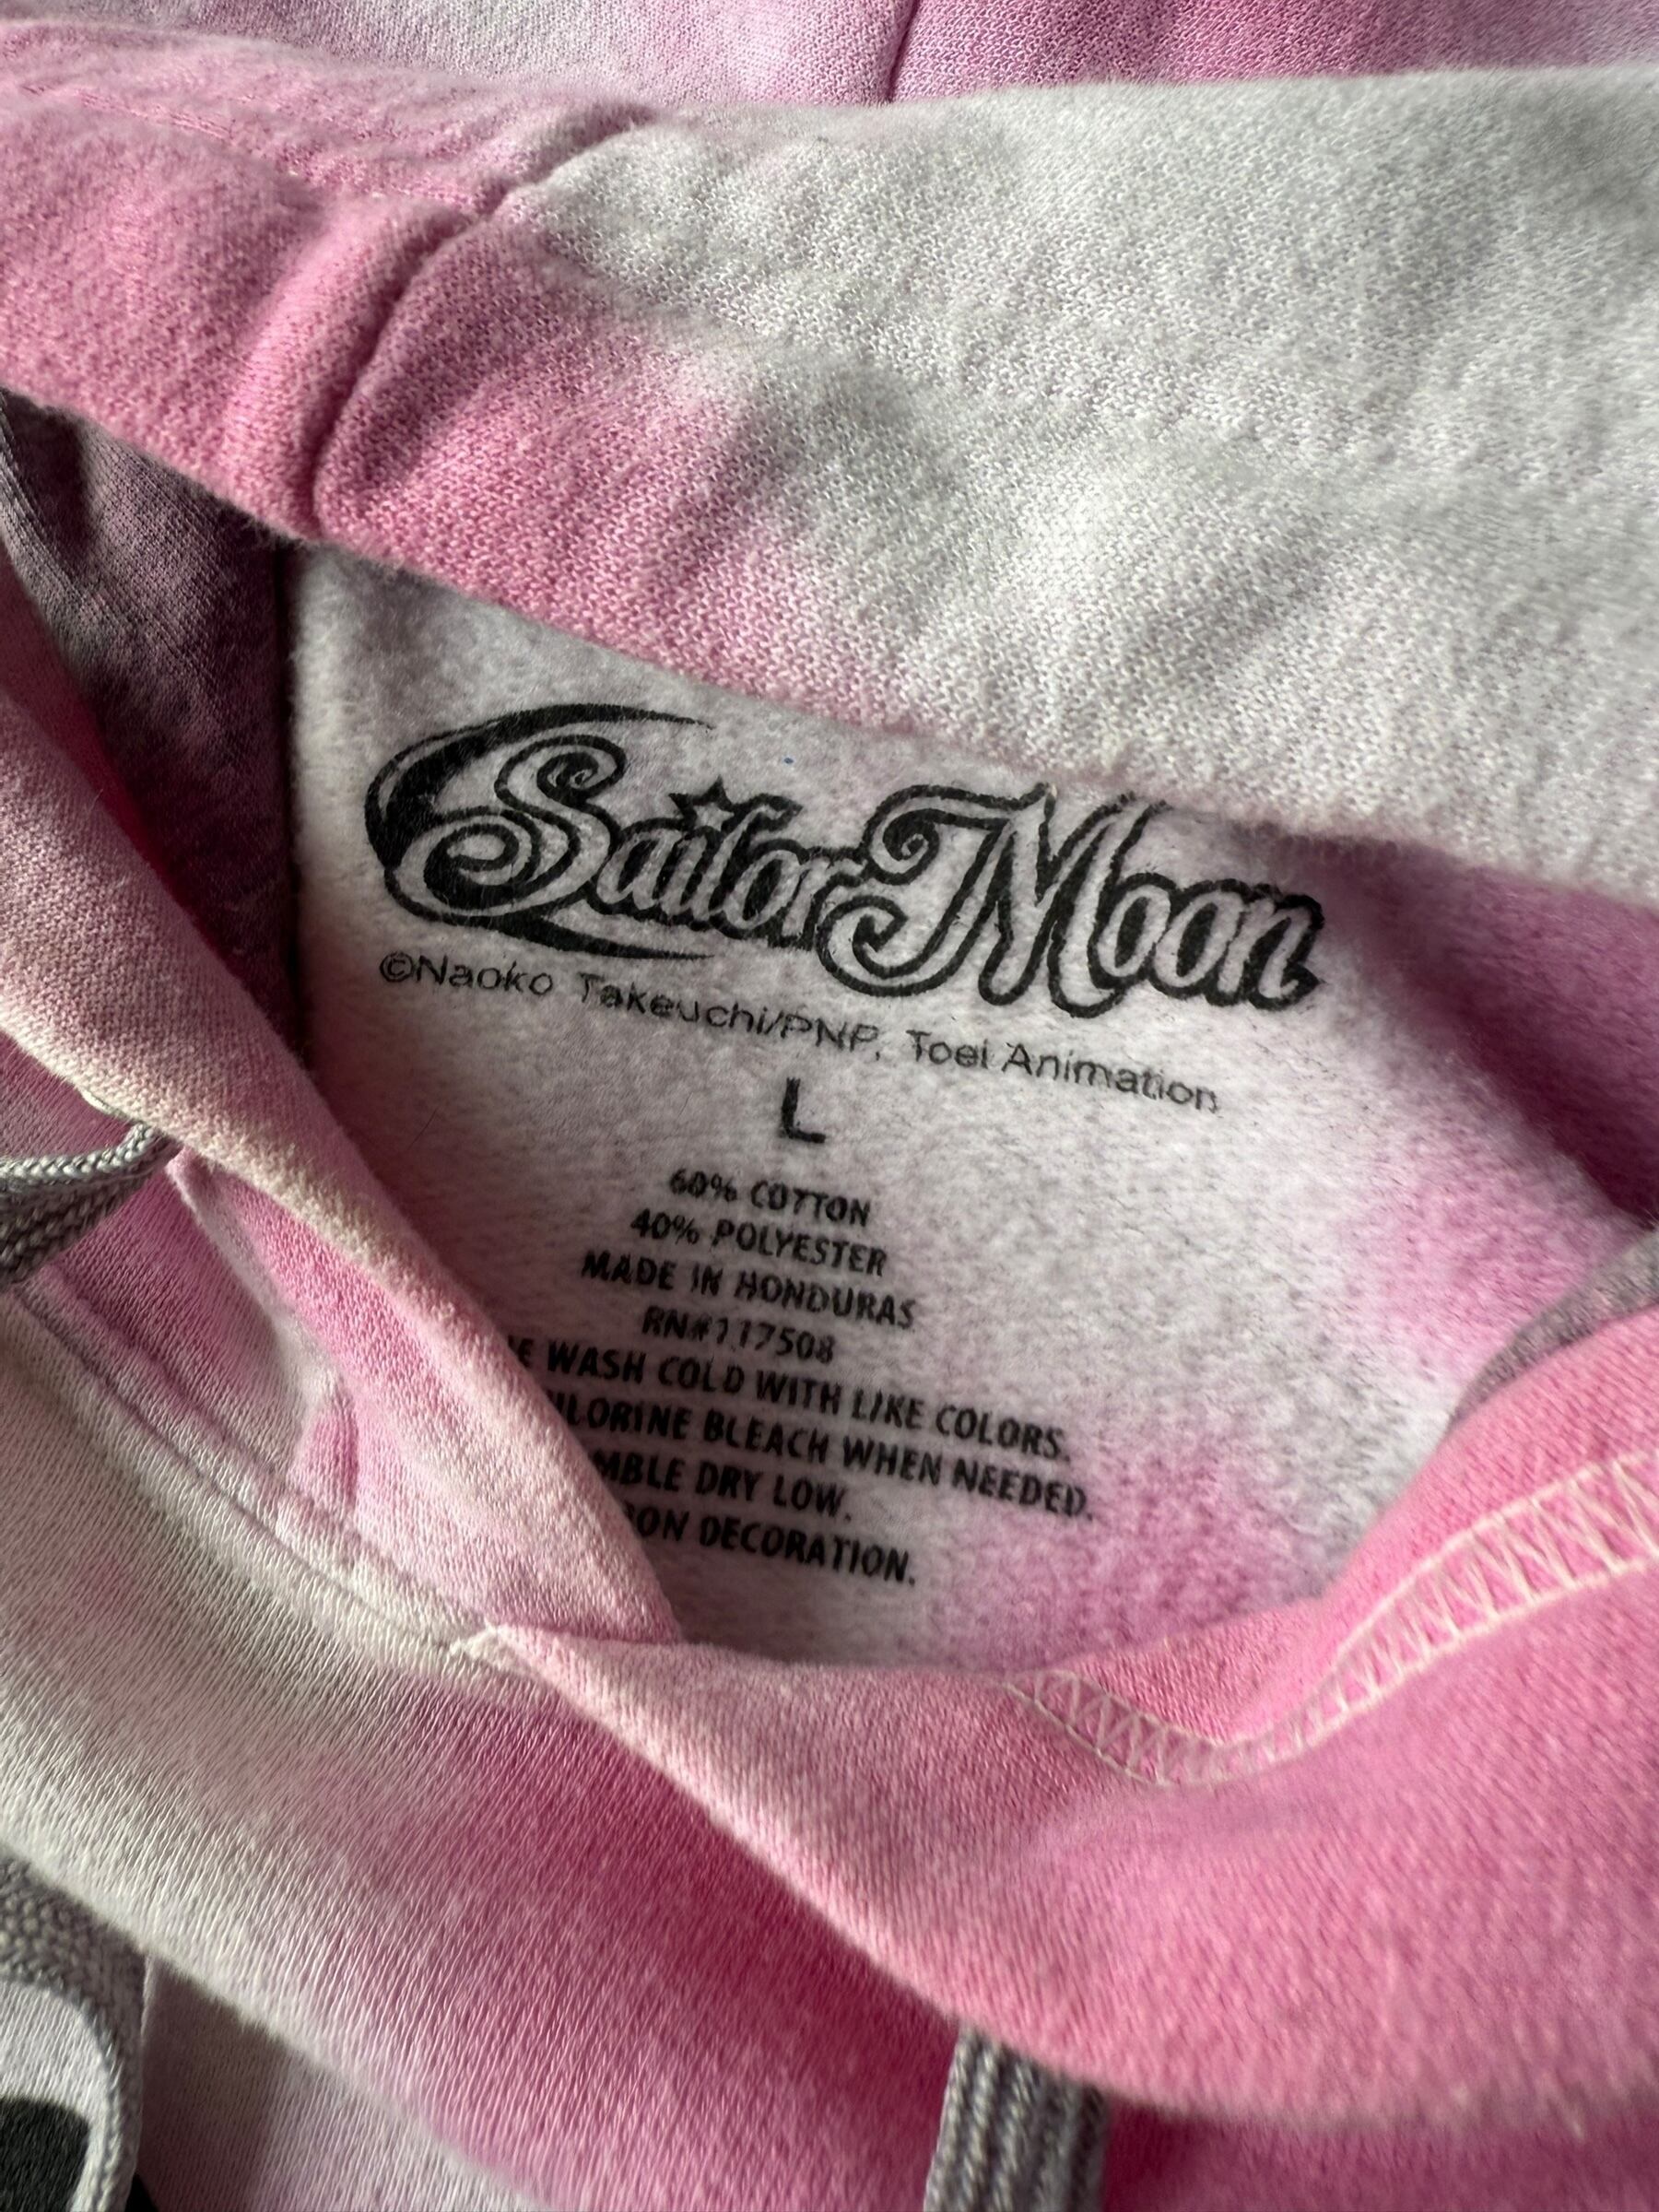 Sailor Moon
©Naoko Takeuchi/PNP, Toei Animation
L
60% COTTON
40% POLYESTER
MADE IN HONDURAS
RN#117508
WASH COLD WITH LIKE COLORS.
BLEACH WHEN NEEDED.
DRY LOW.
DECORATION.